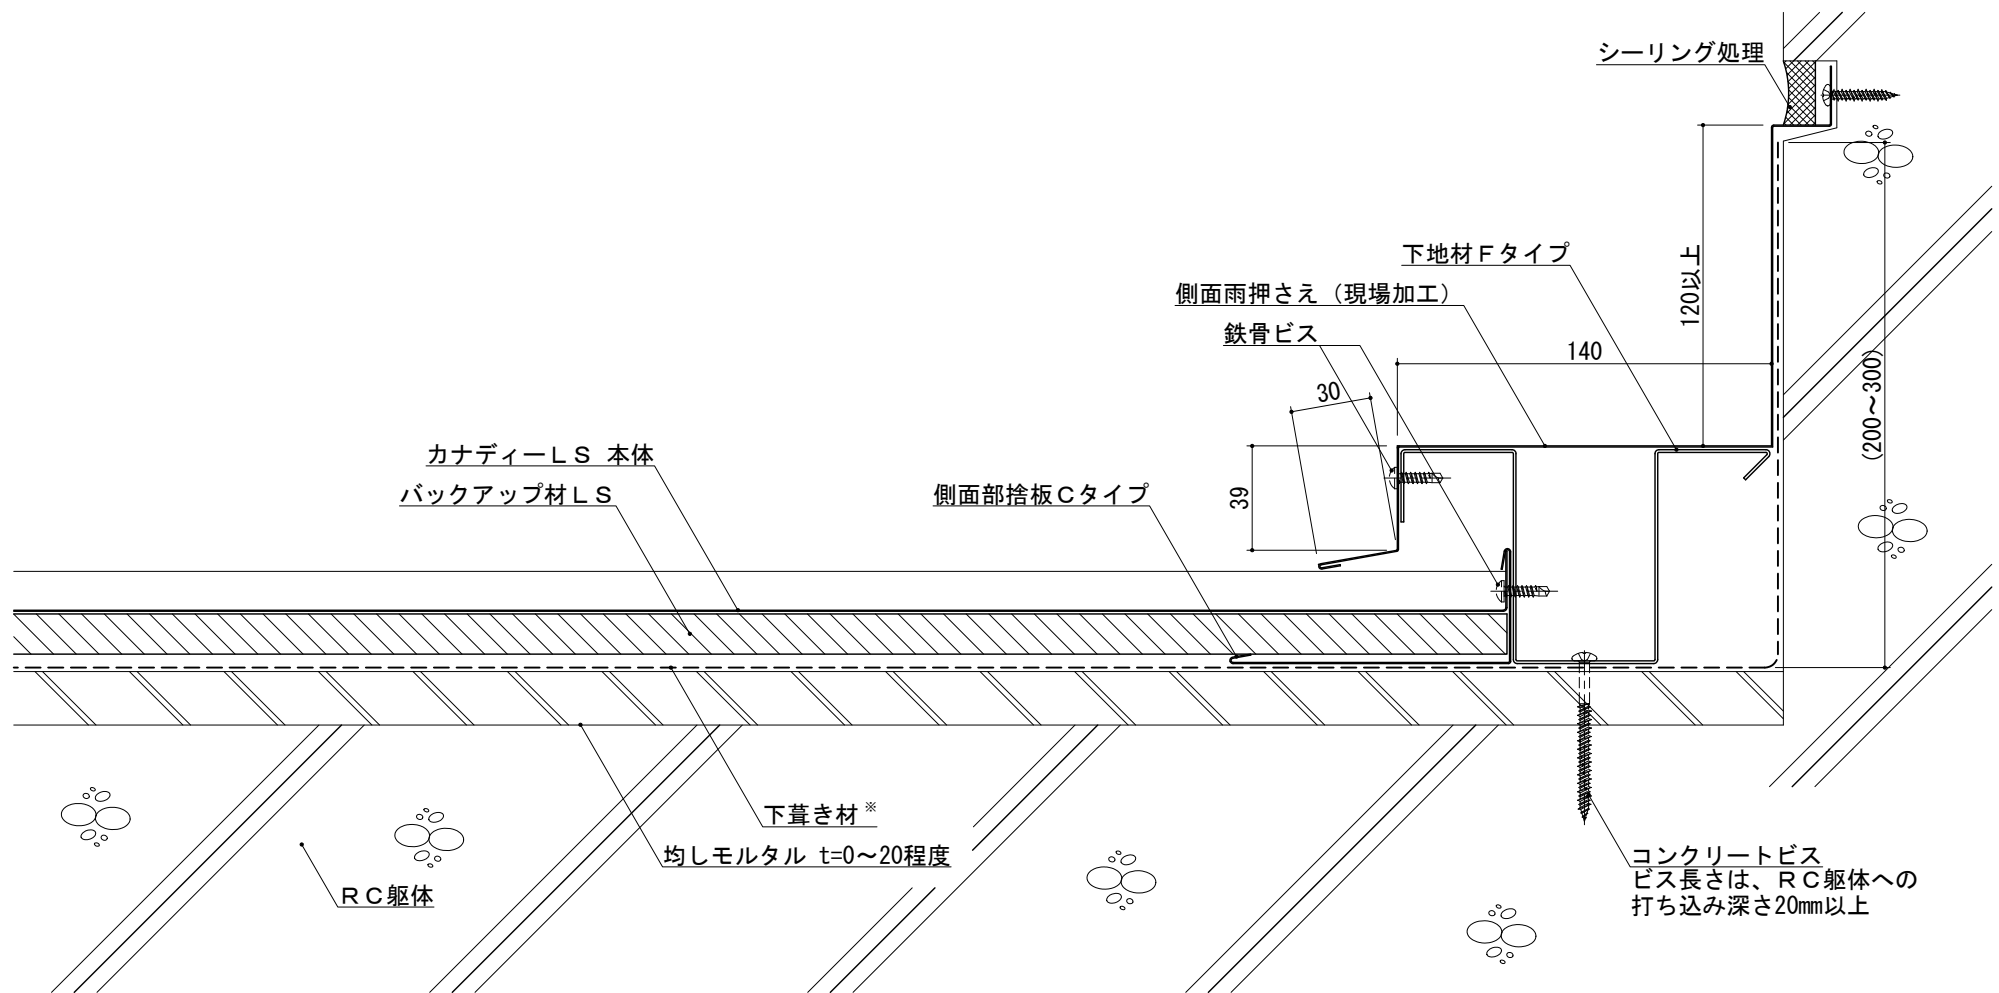 シーリング処理
下地材Ｆタイプ
側面雨押さえ（現場加工）
鉄骨ビス
120以上
140
(200～300)
30
39
カナディーＬＳ 本体
バックアップ材ＬＳ
側面部捨板Ｃタイプ
下葺き材※
均しモルタル t=0～20程度
ＲＣ躯体
コンクリートビス
ビス長さは、ＲＣ躯体への
打ち込み深さ20mm以上